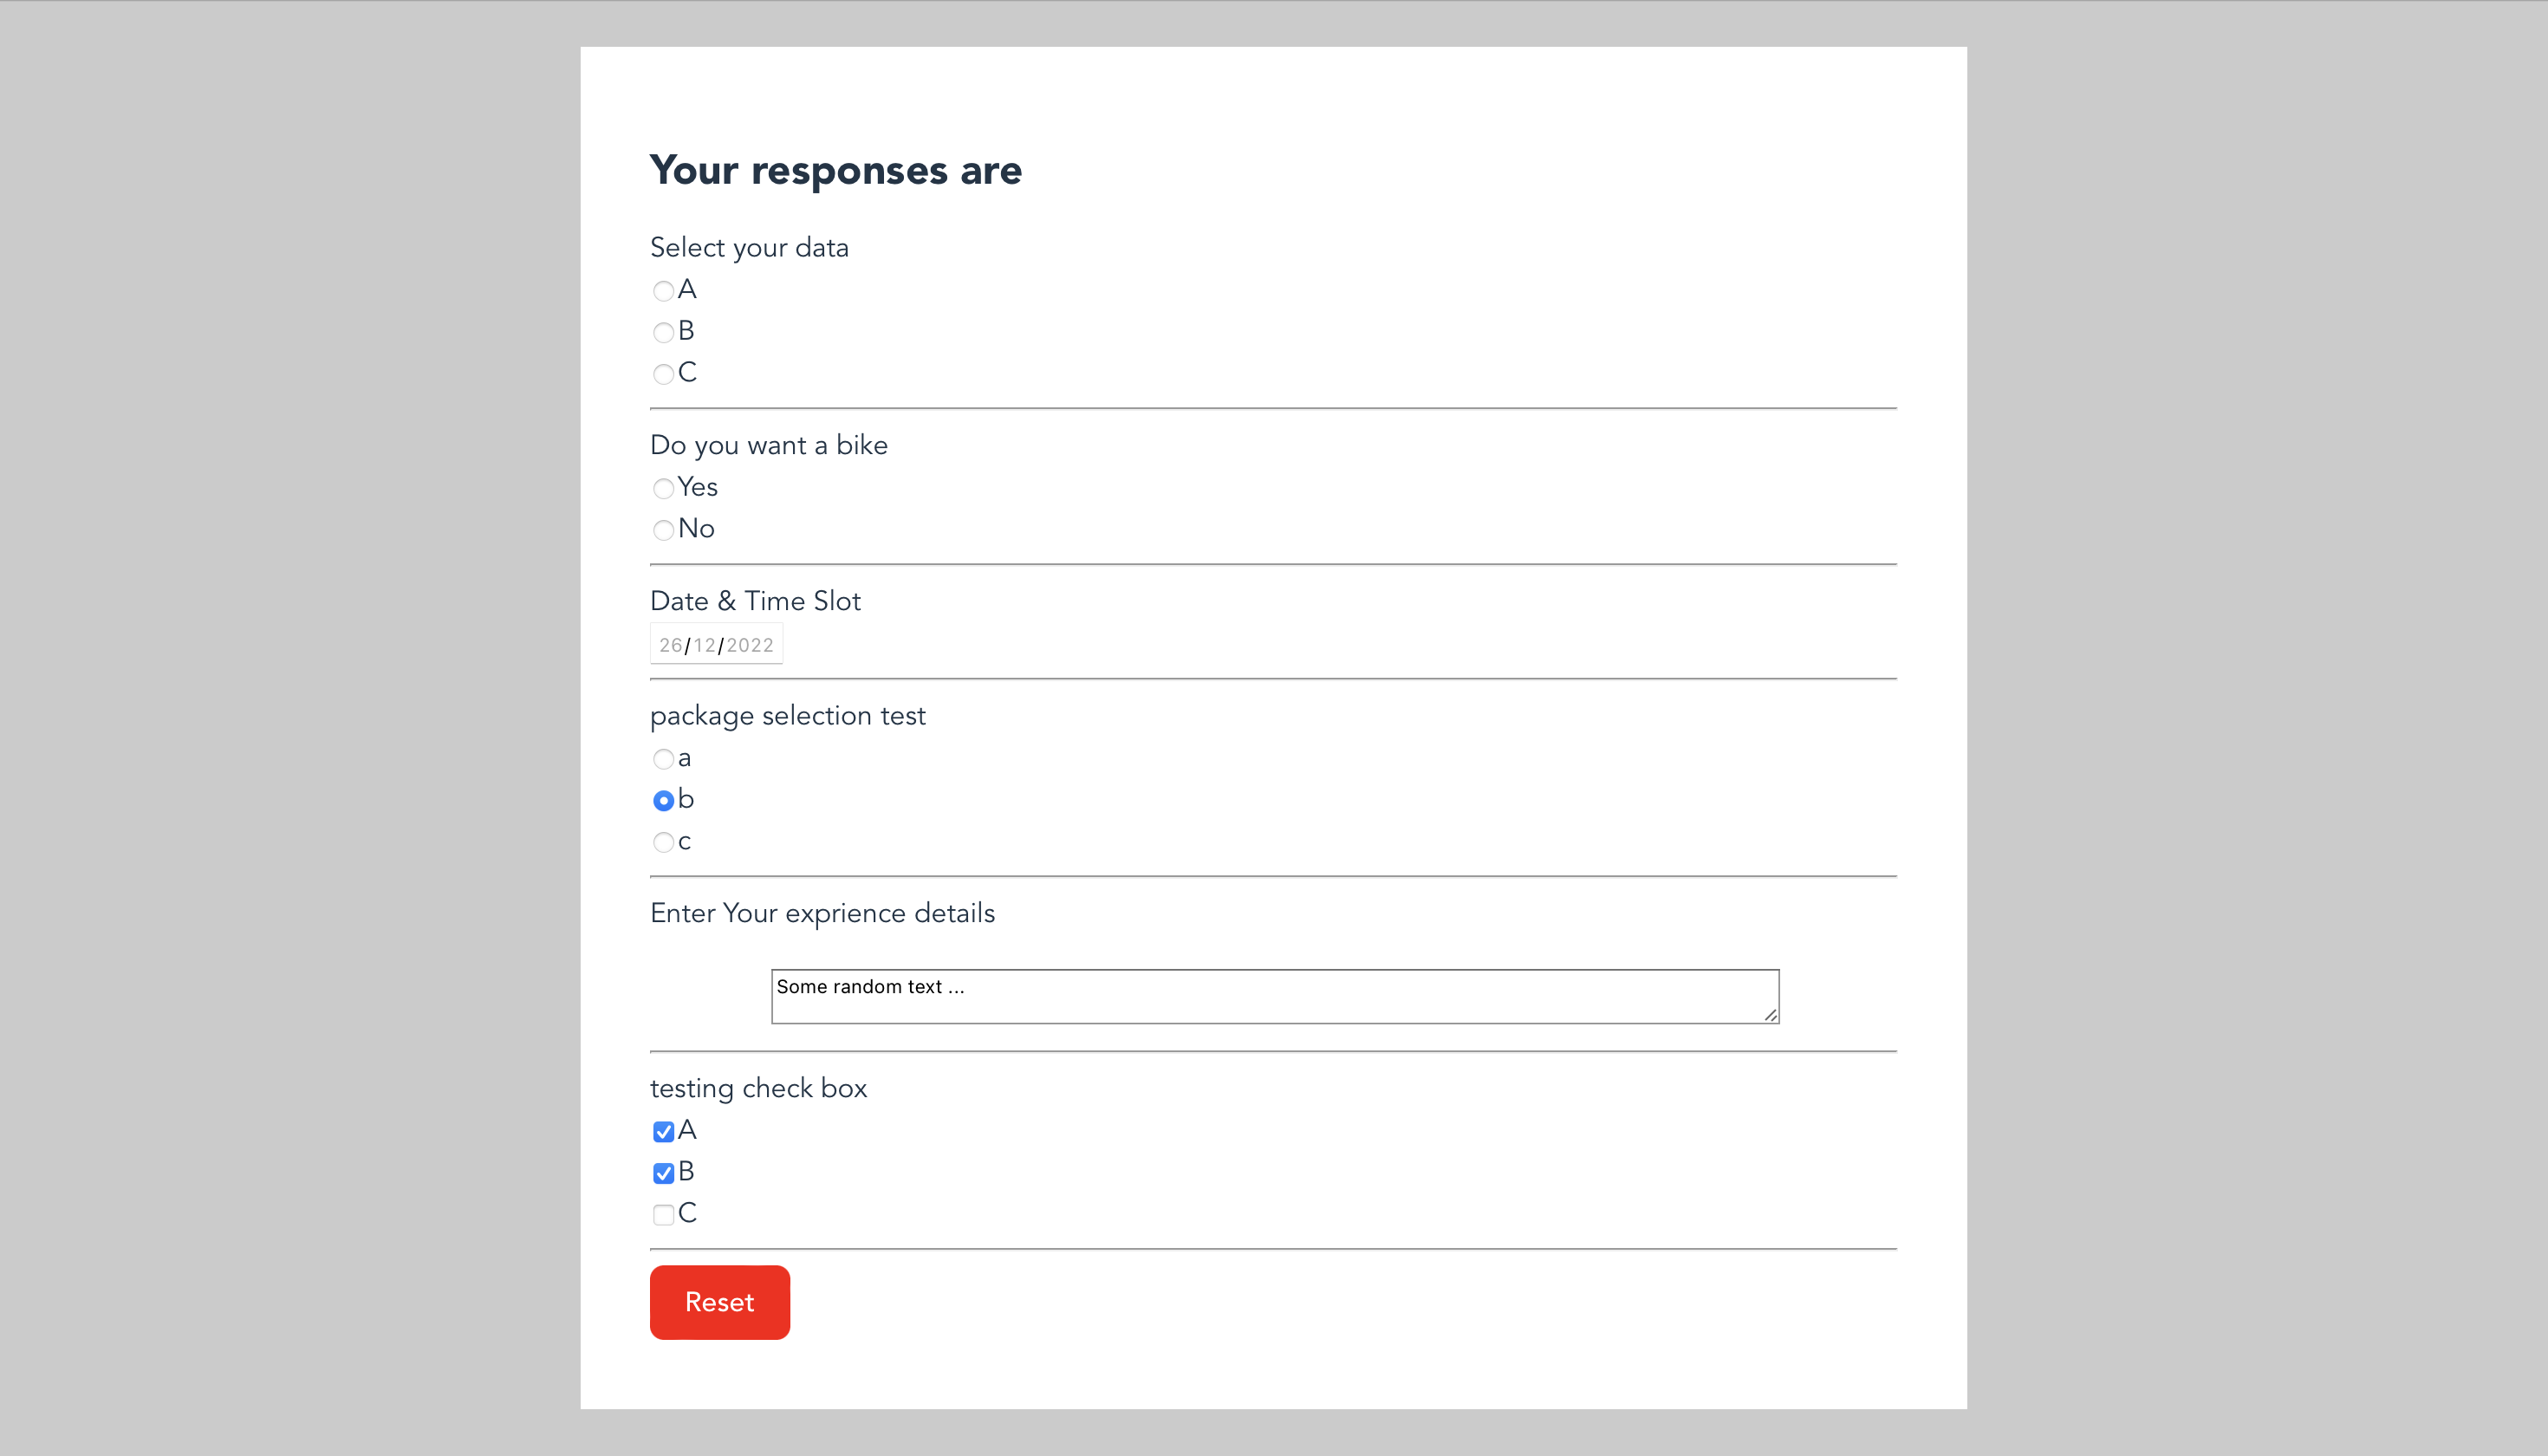 Your responses are
Select your data
A
B
C
Do you want a bike
Yes
No
Date & Time Slot
26/12/2022
package selection test
a
b
c
Enter Your exprience details
Some random text ...
testing check box
A
B
C
Reset